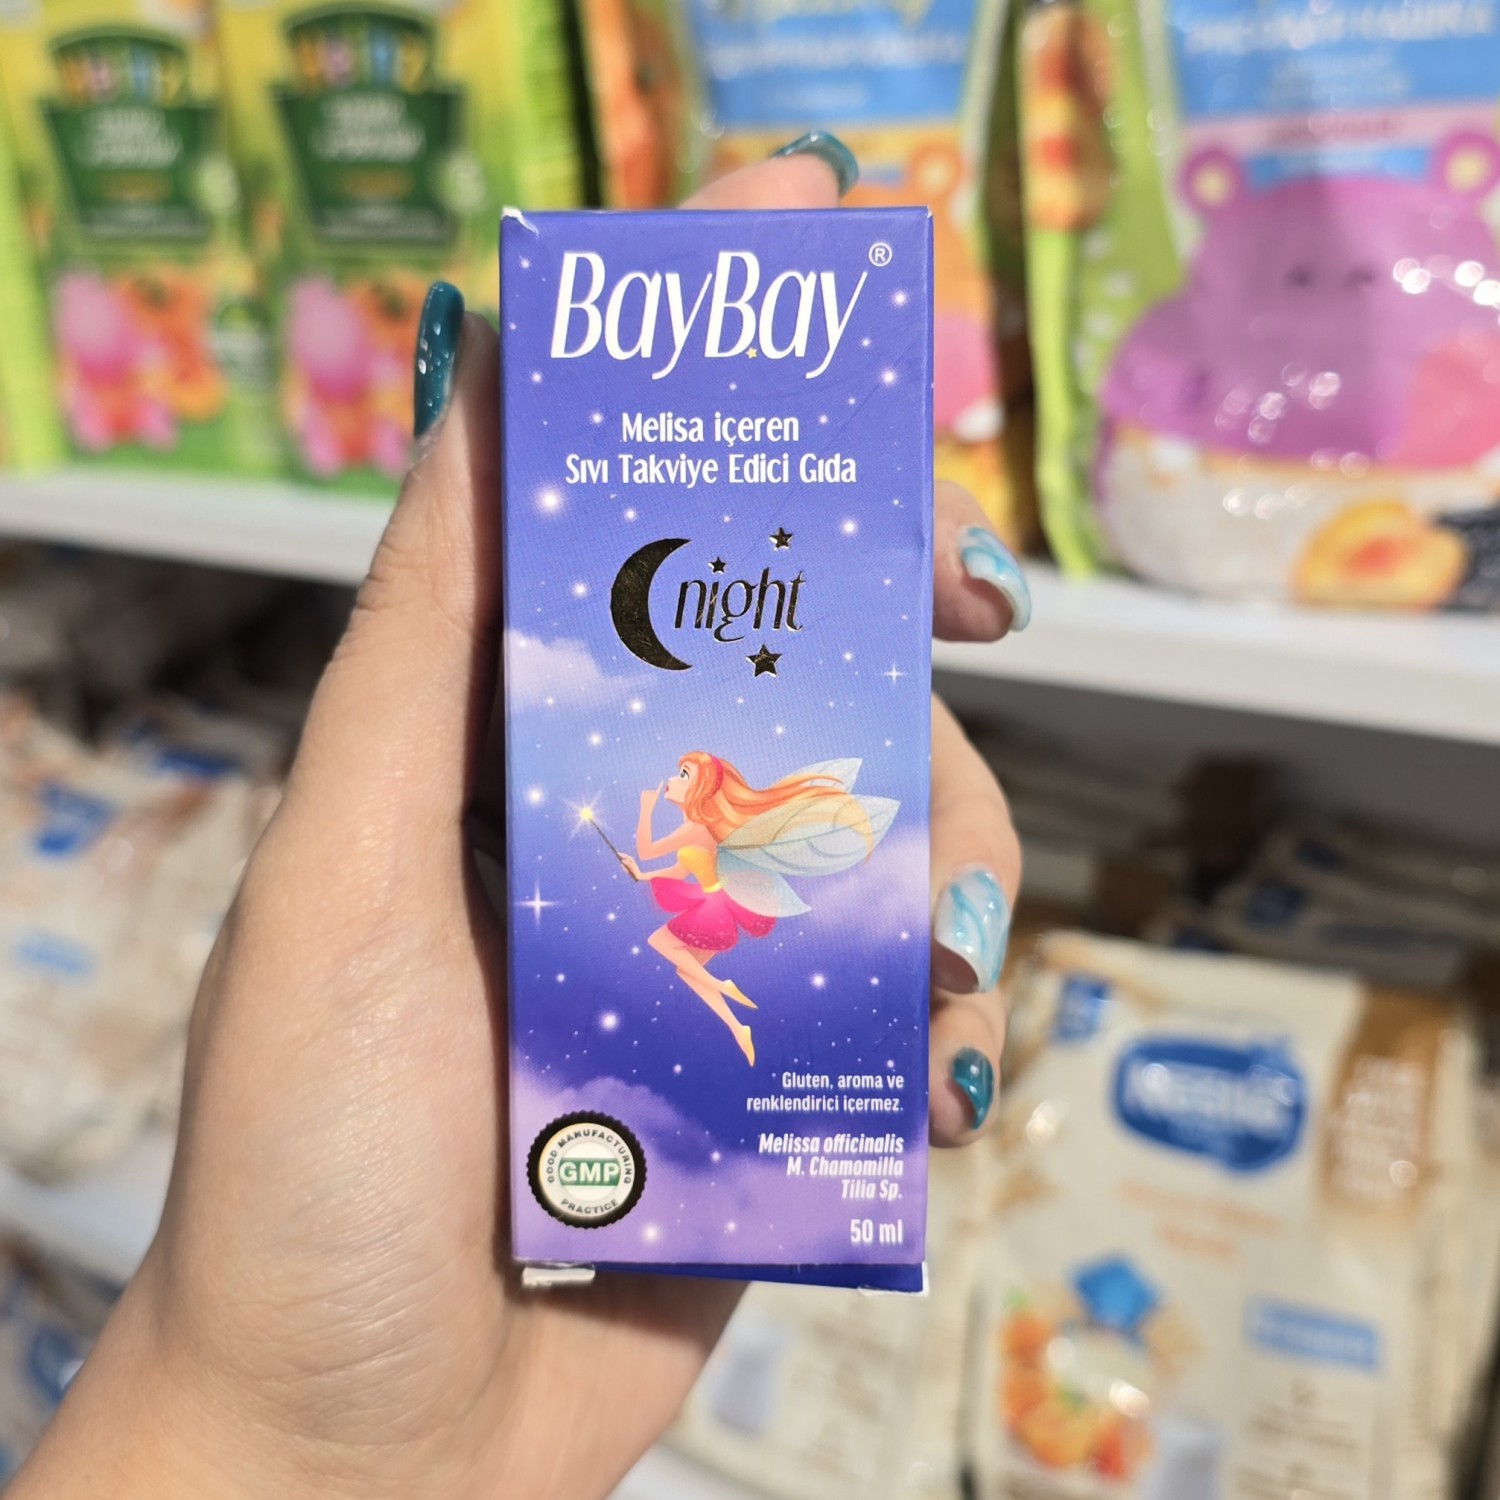 BayBay®
Melisa içeren
Sıvı Takviye Edici Gıda
night
Gluten, aroma ve
renklendirici içermez.
Melissa officinalis
M. Chamomilla
Tilia Sp.
50 ml
GOOD MANUFACTURING
GMP
PRACTICE
Nestlé